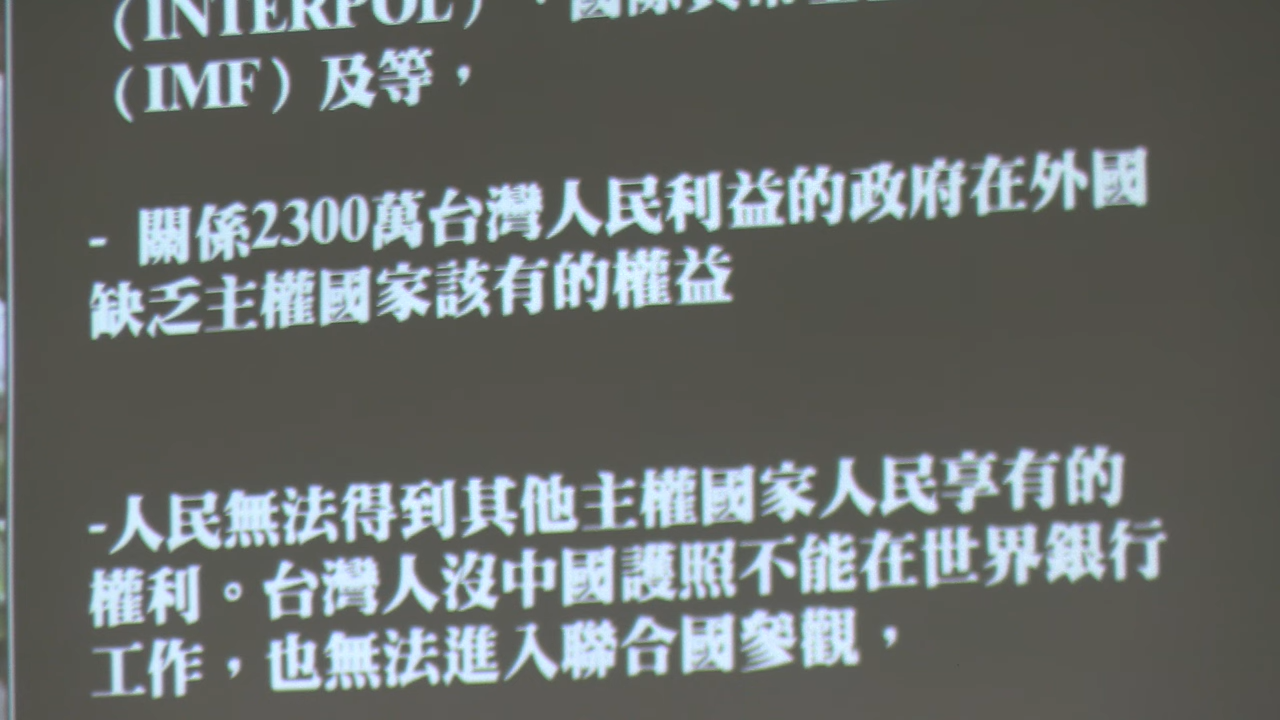 （INTERPOL）、國際貨幣
（IMF）及等，
- 關係2300萬台灣人民利益的政府在外國
缺乏主權國家該有的權益
-人民無法得到其他主權國家人民享有的
權利。台灣人沒中國護照不能在世界銀行
工作，也無法進入聯合國參觀，